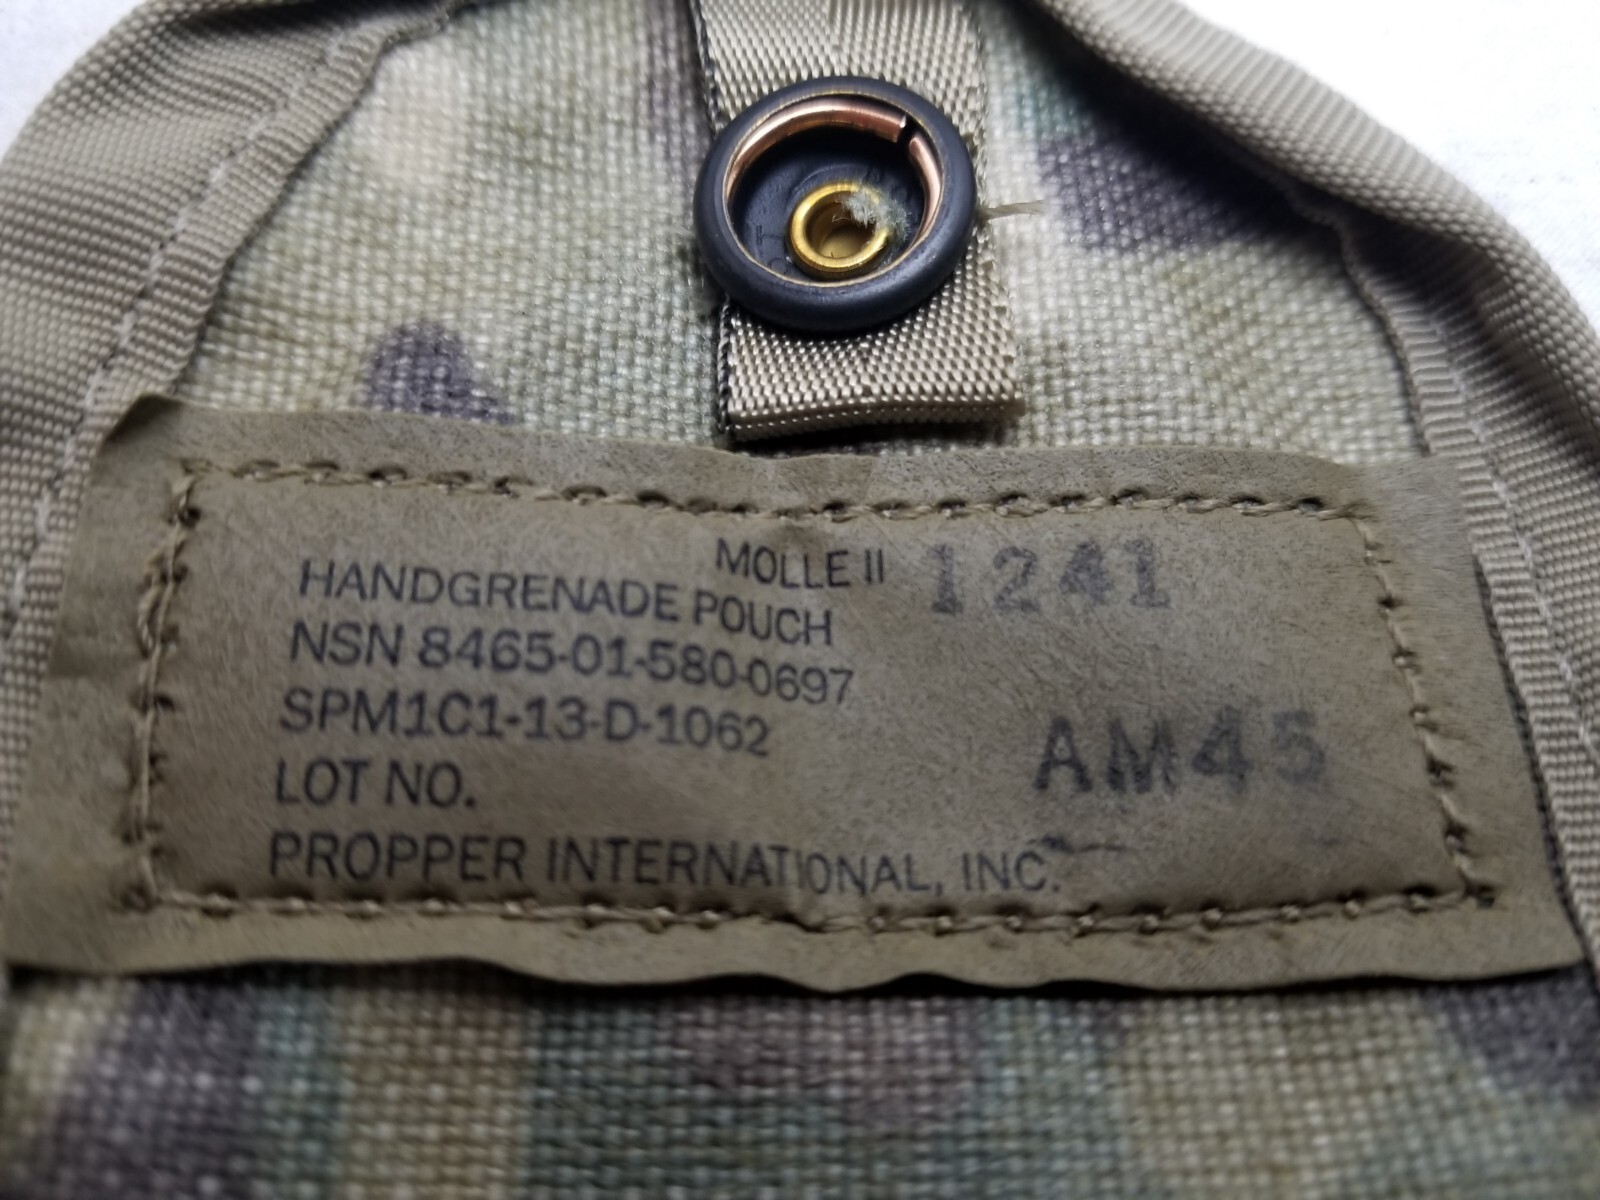 MOLLE II 1241
HANDGRENADE POUCH
NSN 8465-01-580-0697
SPM1C1-13-D-1062
AM45
LOT NO.
PROPPER INTERNATIONAL, INC.